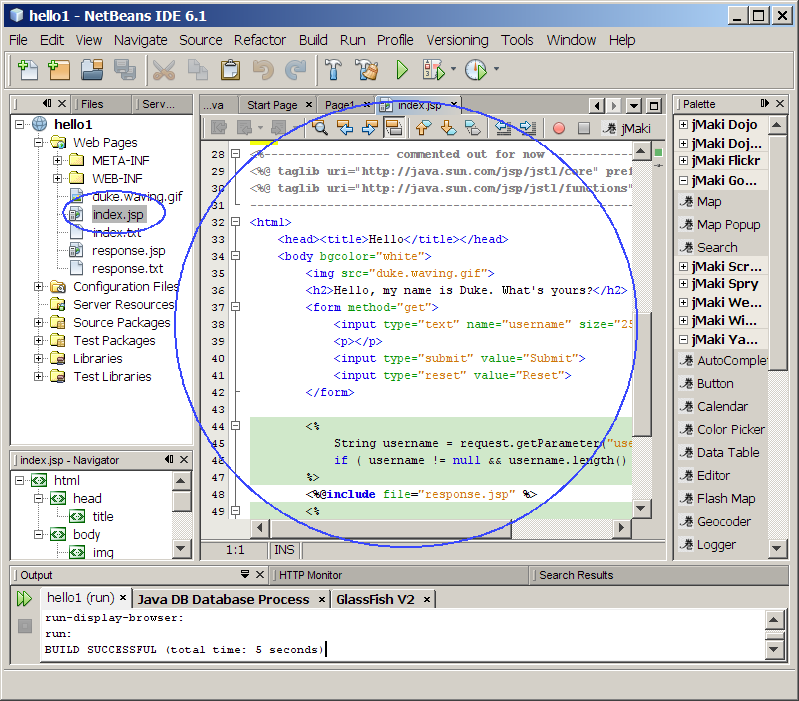 hello1 - NetBeans IDE 6.1
File Edit View Navigate Source Refactor Build Run Profile Versioning Tools Window Help
Files Serv...
hello1
Web Pages
META-INF
WEB-INF
duke.waving.gif
index.jsp
index.txt
response.jsp
response.txt
Configuration Files
Server Resources
Source Packages
Test Packages
Libraries
Test Libraries
index.jsp - Navigator
html
head
title
body
img
...va Start Page Page1 index.jsp
jMaki
28 <%------------------- commented out for now -------------
29 <%@ taglib uri="http://java.sun.com/jsp/jstl/core" pref
30 <%@ taglib uri="http://java.sun.com/jsp/jstl/functions"
31
32 <html>
33 <head><title>Hello</title></head>
34 <body bgcolor="white">
35 <img src="duke.waving.gif">
36 <h2>Hello, my name is Duke. What's yours?</h2>
37 <form method="get">
38 <input type="text" name="username" size="25
39 <p></p>
40 <input type="submit" value="Submit">
41 <input type="reset" value="Reset">
42 </form>
43
44 <%
45 String username = request.getParameter("use
46 if ( username != null && username.length()
47 %>
48 <%@include file="response.jsp" %>
49 <%
1:1 INS
Palette
jMaki Dojo
jMaki Doj...
jMaki Flickr
jMaki Go...
Map
Map Popup
Search
jMaki Scr...
jMaki Spry
jMaki We...
jMaki Wi...
jMaki Ya...
AutoComplet
Button
Calendar
Color Picker
Data Table
Editor
Flash Map
Geocoder
Logger
Output HTTP Monitor Search Results
hello1 (run) Java DB Database Process GlassFish V2
run-display-browser:
run:
BUILD SUCCESSFUL (total time: 5 seconds)